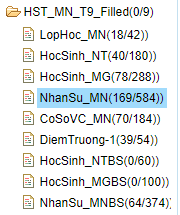 HST_MN_T9_Filled(0/9)
LopHoc_MN(18/42))
HocSinh_NT(40/180)
HocSinh_MG(78/288)
NhanSu_MN(169/584))
CoSoVC_MN(70/184)
DiemTruong-1(39/54)
HocSinh_NTBS(0/60)
HocSinh_MGBS(0/100)
NhanSu_MNBS(64/374)